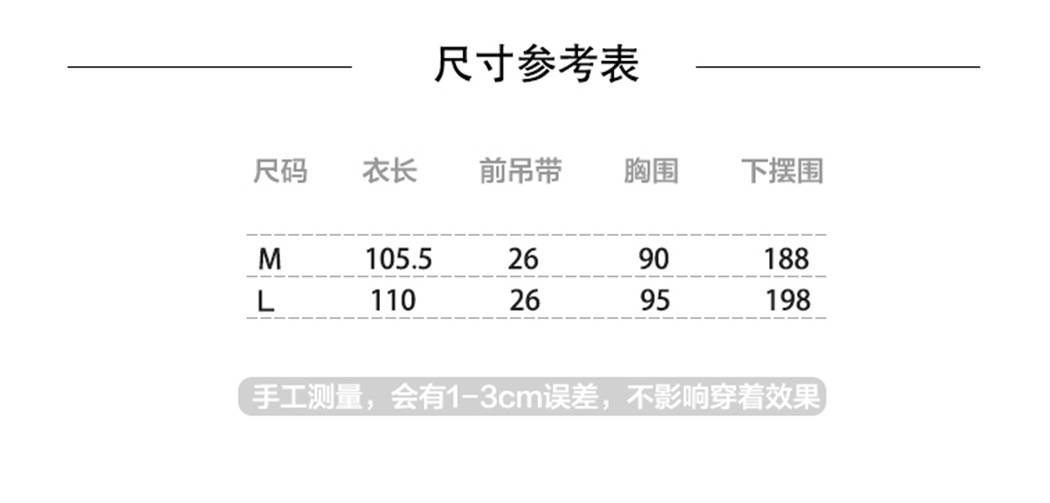 尺寸参考表
尺码 衣长 前吊带 胸围 下摆围
M 105.5 26 90 188
L 110 26 95 198
手工测量，会有1-3cm误差，不影响穿着效果